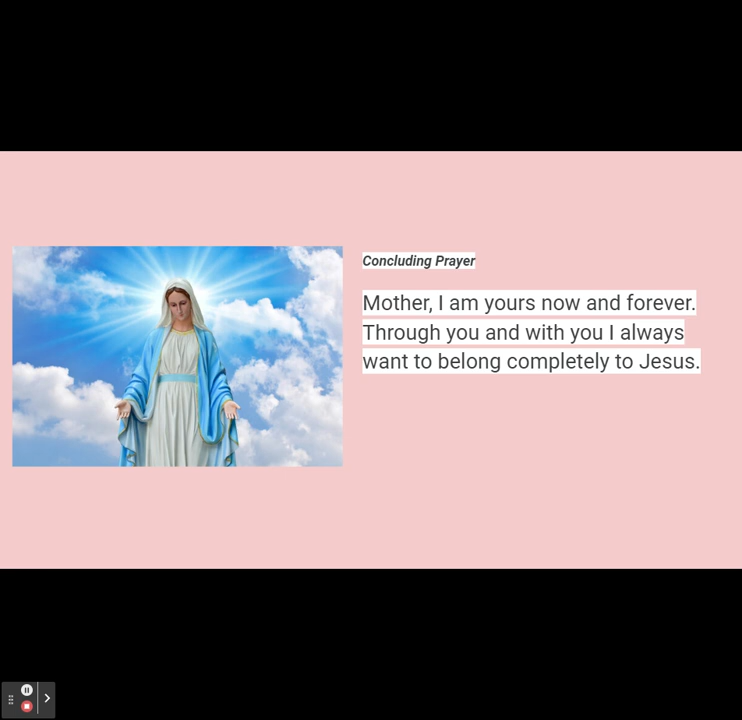 Concluding Prayer
Mother, I am yours now and forever.
Through you and with you I always
want to belong completely to Jesus.